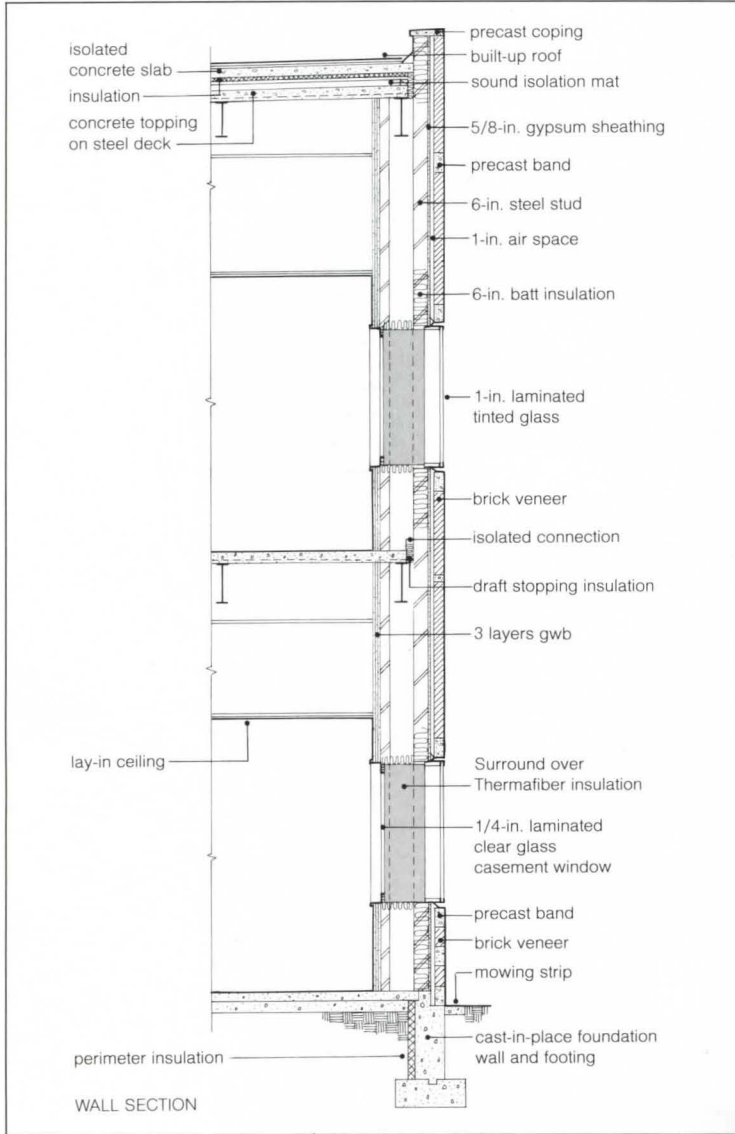 isolated
concrete slab
insulation
concrete topping
on steel deck
precast coping
built-up roof
sound isolation mat
5/8-in. gypsum sheathing
precast band
6-in. steel stud
1-in. air space
6-in. batt insulation
1-in. laminated
tinted glass
brick veneer
isolated connection
draft stopping insulation
3 layers gwb
lay-in ceiling
Surround over
Thermafiber insulation
1/4-in. laminated
clear glass
casement window
precast band
brick veneer
mowing strip
cast-in-place foundation
wall and footing
perimeter insulation
WALL SECTION